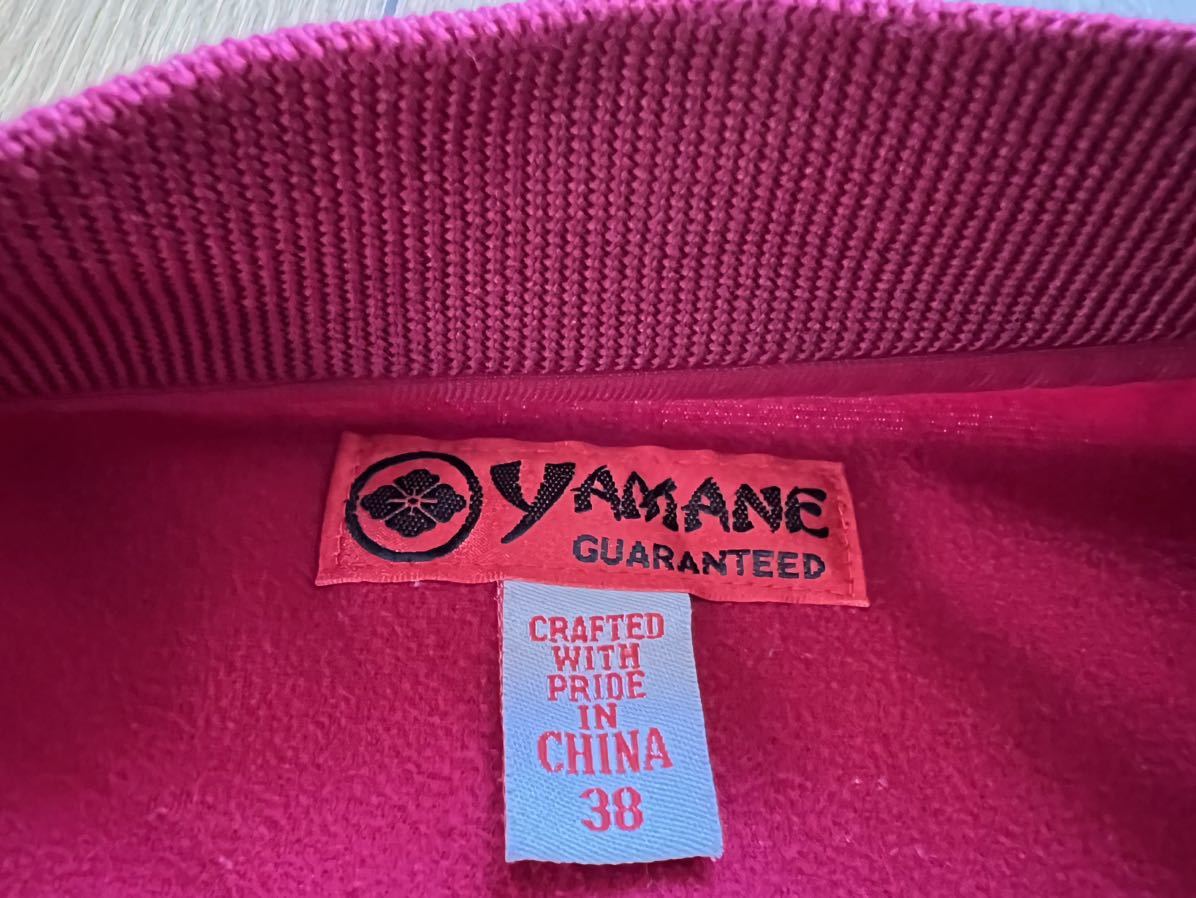 YAMANE
GUARANTEED
CRAFTED
WITH
PRIDE
IN
CHINA
38